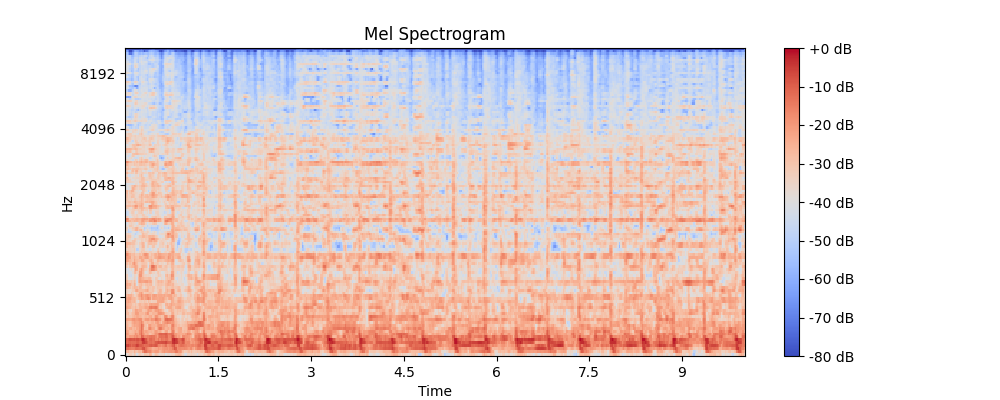 Mel Spectrogram
Hz
8192
4096
2048
1024
512
0
0 1.5 3 4.5 6 7.5 9
Time
+0 dB
-10 dB
-20 dB
-30 dB
-40 dB
-50 dB
-60 dB
-70 dB
-80 dB